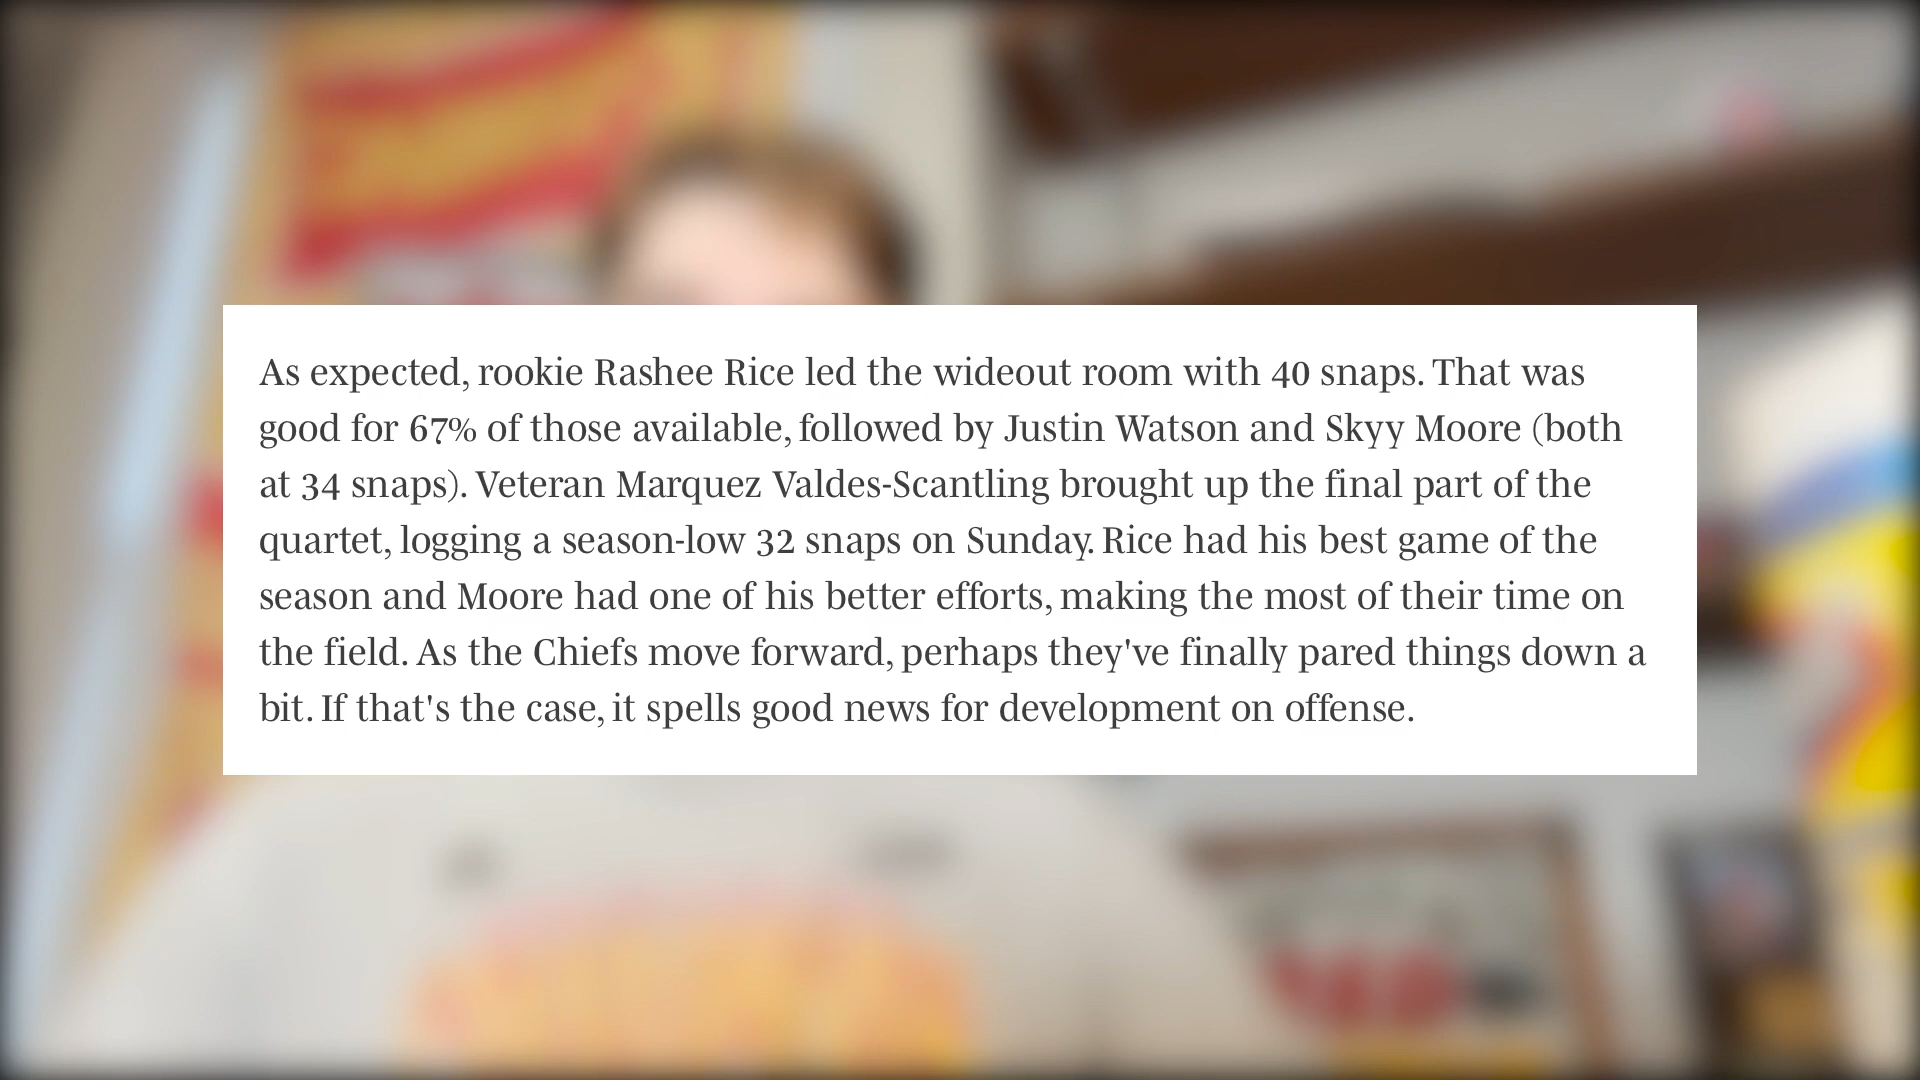 As expected, rookie Rashee Rice led the wideout room with 40 snaps. That was
good for 67% of those available, followed by Justin Watson and Skyy Moore (both
at 34 snaps). Veteran Marquez Valdes-Scantling brought up the final part of the
quartet, logging a season-low 32 snaps on Sunday. Rice had his best game of the
season and Moore had one of his better efforts, making the most of their time on
the field. As the Chiefs move forward, perhaps they've finally pared things down a
bit. If that's the case, it spells good news for development on offense.